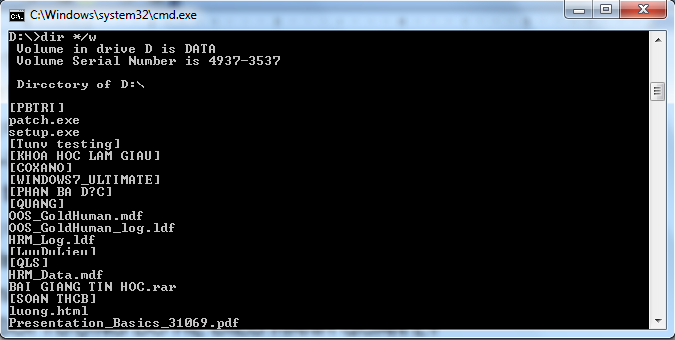 C:\Windows\system32\cmd.exe
D:\>dir */w
Volume in drive D is DATA
Volume Serial Number is 4937-3537
Directory of D:\
[PBTRI]
patch.exe
setup.exe
[Tunv testing]
[KHOA HOC LAM GIAU]
[COXANO]
[WINDOWS7_ULTIMATE]
[PHAN BA D?C]
[QUANG]
OOS_GoldHuman.mdf
OOS_GoldHuman_log.ldf
HRM_Log.ldf
[LuuDuLieu]
[QLS]
HRM_Data.mdf
BAI GIANG TIN HOC.rar
[SOAN THCB]
luong.html
Presentation_Basics_31069.pdf